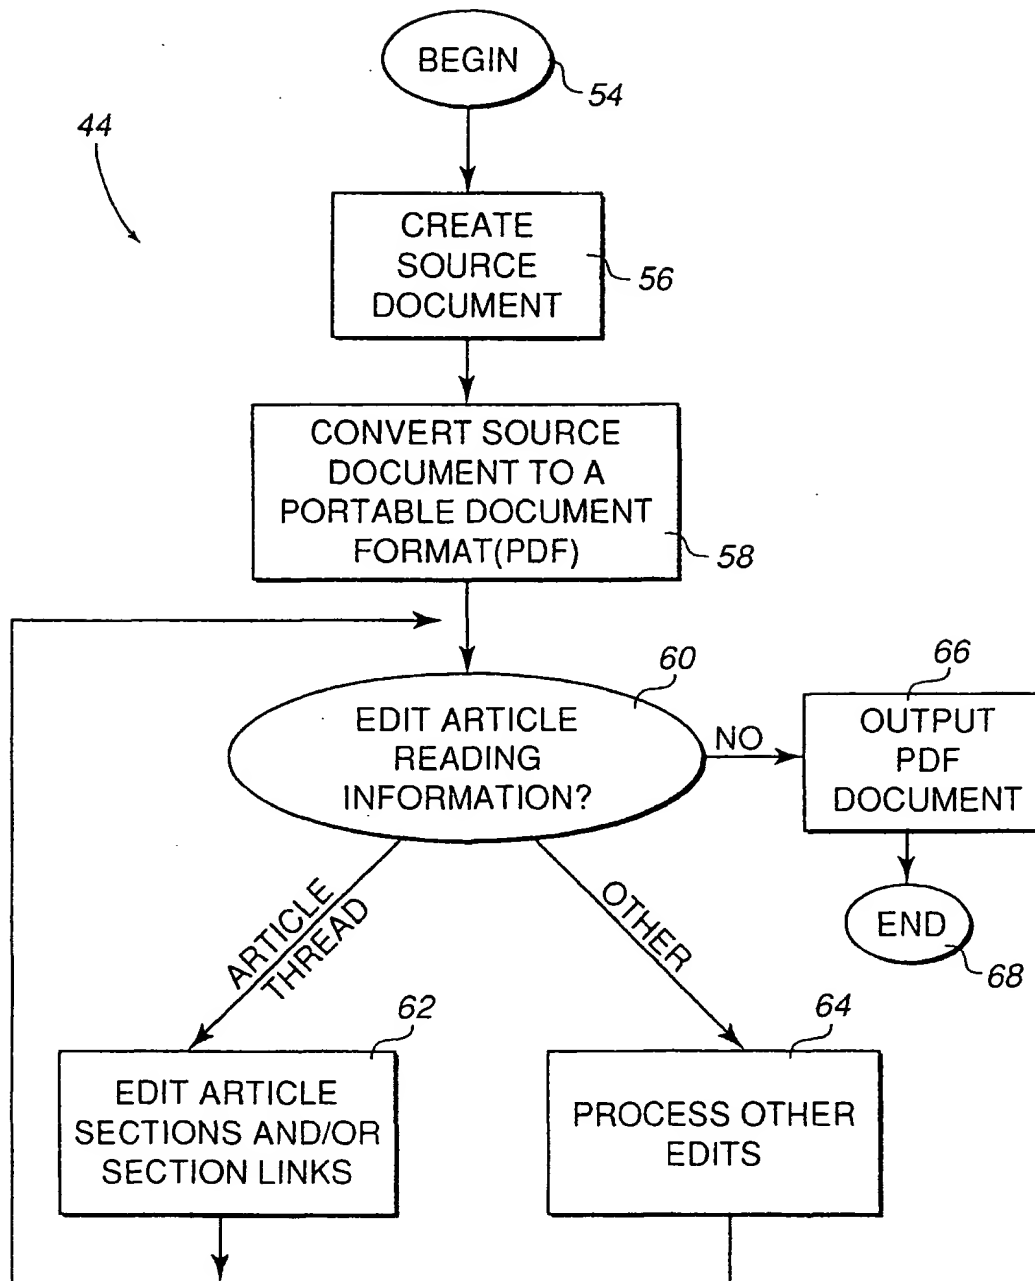 BEGIN
54
44
CREATE
SOURCE
DOCUMENT
56
CONVERT SOURCE
DOCUMENT TO A
PORTABLE DOCUMENT
FORMAT(PDF)
58
60
EDIT ARTICLE
READING
INFORMATION?
NO
66
OUTPUT
PDF
DOCUMENT
END
68
ARTICLE
THREAD
OTHER
62
EDIT ARTICLE
SECTIONS AND/OR
SECTION LINKS
64
PROCESS OTHER
EDITS